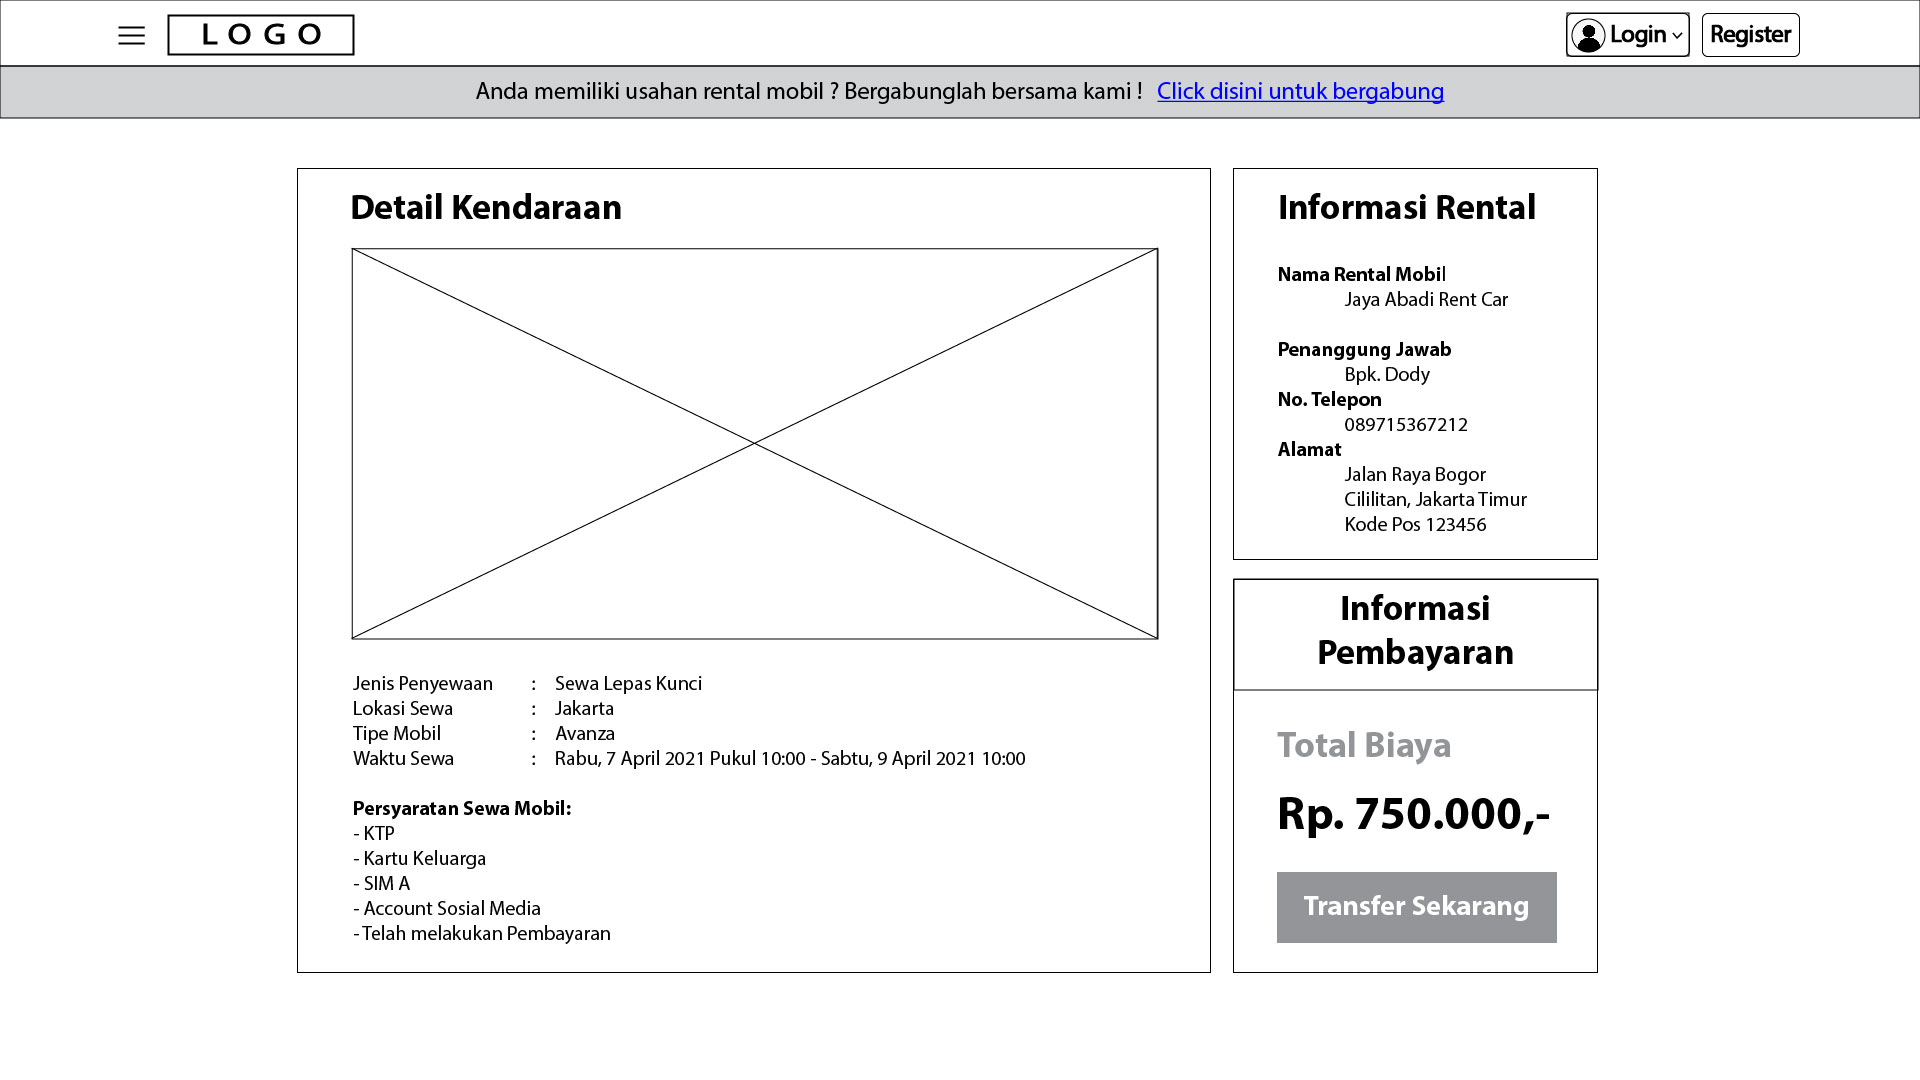 LOGO
Login
Register
Anda memiliki usahan rental mobil ? Bergabunglah bersama kami ! Click disini untuk bergabung
Detail Kendaraan
Jenis Penyewaan : Sewa Lepas Kunci
Lokasi Sewa : Jakarta
Tipe Mobil : Avanza
Waktu Sewa : Rabu, 7 April 2021 Pukul 10:00 - Sabtu, 9 April 2021 10:00
Persyaratan Sewa Mobil:
- KTP
- Kartu Keluarga
- SIM A
- Account Sosial Media
- Telah melakukan Pembayaran
Informasi Rental
Nama Rental Mobil
Jaya Abadi Rent Car
Penanggung Jawab
Bpk. Dody
No. Telepon
089715367212
Alamat
Jalan Raya Bogor
Cililitan, Jakarta Timur
Kode Pos 123456
Informasi
Pembayaran
Total Biaya
Rp. 750.000,-
Transfer Sekarang